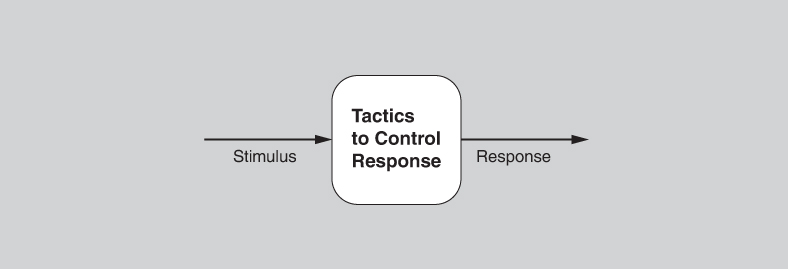 Stimulus
Tactics
to Control
Response
Response